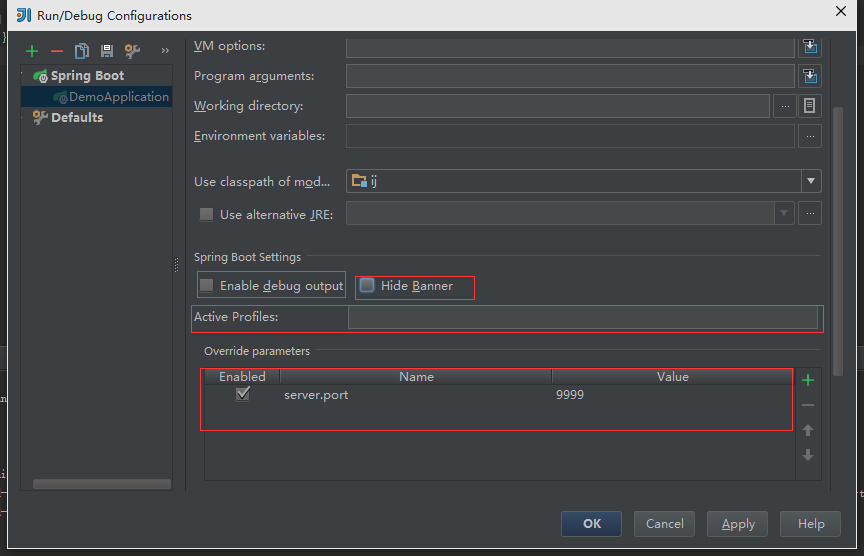 Run/Debug Configurations
Spring Boot
DemoApplication
Defaults
VM options:
Program arguments:
Working directory:
Environment variables:
Use classpath of mod...
ij
Use alternative JRE:
Spring Boot Settings
Enable debug output
Hide Banner
Active Profiles:
Override parameters
Enabled Name Value
server.port 9999
OK Cancel Apply Help